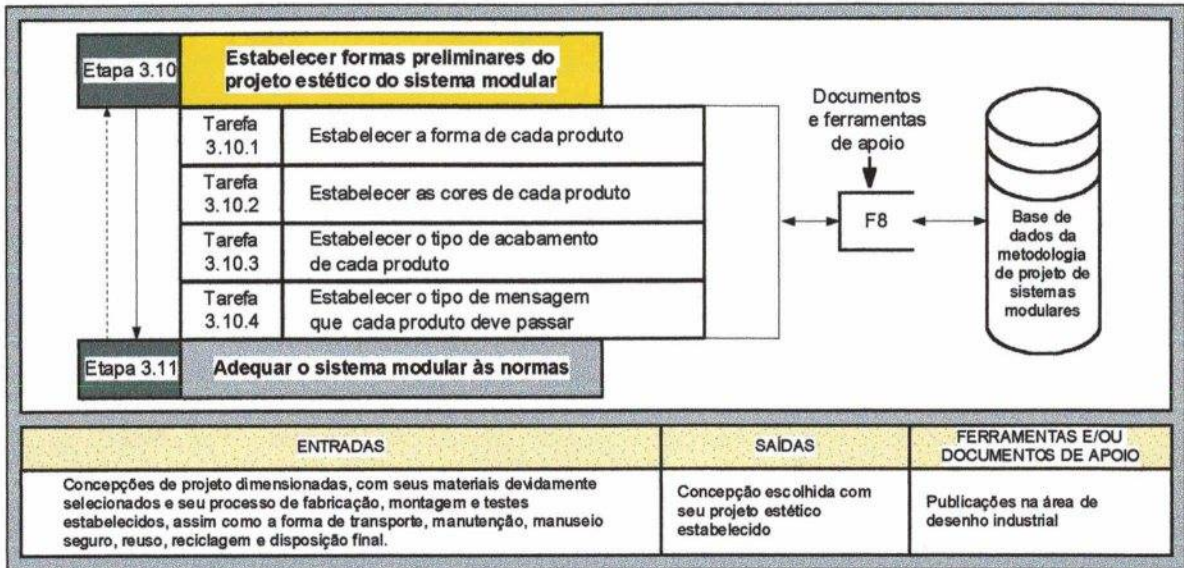 Etapa 3.10
Estabelecer formas preliminares do
projeto estético do sistema modular
Tarefa
3.10.1
Estabelecer a forma de cada produto
Tarefa
3.10.2
Estabelecer as cores de cada produto
Tarefa
3.10.3
Estabelecer o tipo de acabamento
de cada produto
Tarefa
3.10.4
Estabelecer o tipo de mensagem
que cada produto deve passar
Etapa 3.11
Adequar o sistema modular às normas
Documentos
e ferramentas
de apoio
F8
Base de
dados da
metodologia
de projeto de
sistemas
modulares
ENTRADAS
Concepções de projeto dimensionadas, com seus materiais devidamente
selecionados e seu processo de fabricação, montagem e testes
estabelecidos, assim como a forma de transporte, manutenção, manuseio
seguro, reuso, reciclagem e disposição final.
SAÍDAS
Concepção escolhida com
seu projeto estético
estabelecido
FERRAMENTAS E/OU
DOCUMENTOS DE APOIO
Publicações na área de
desenho industrial